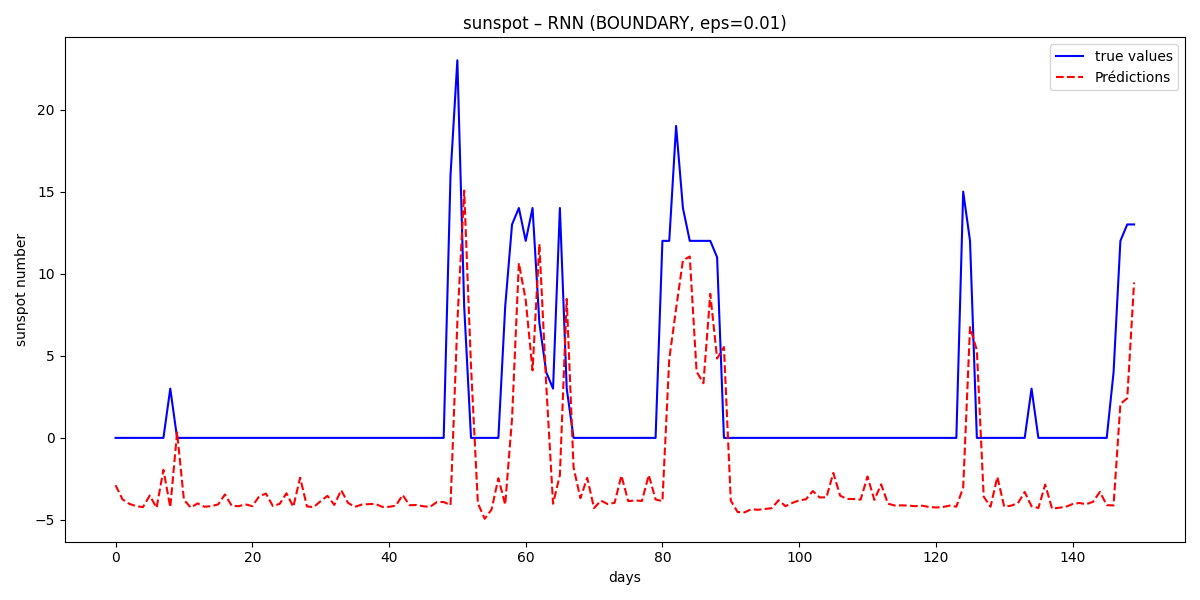 sunspot – RNN (BOUNDARY, eps=0.01)
true values
Prédictions
sunspot number
20
15
10
5
0
−5
0 20 40 60 80 100 120 140
days